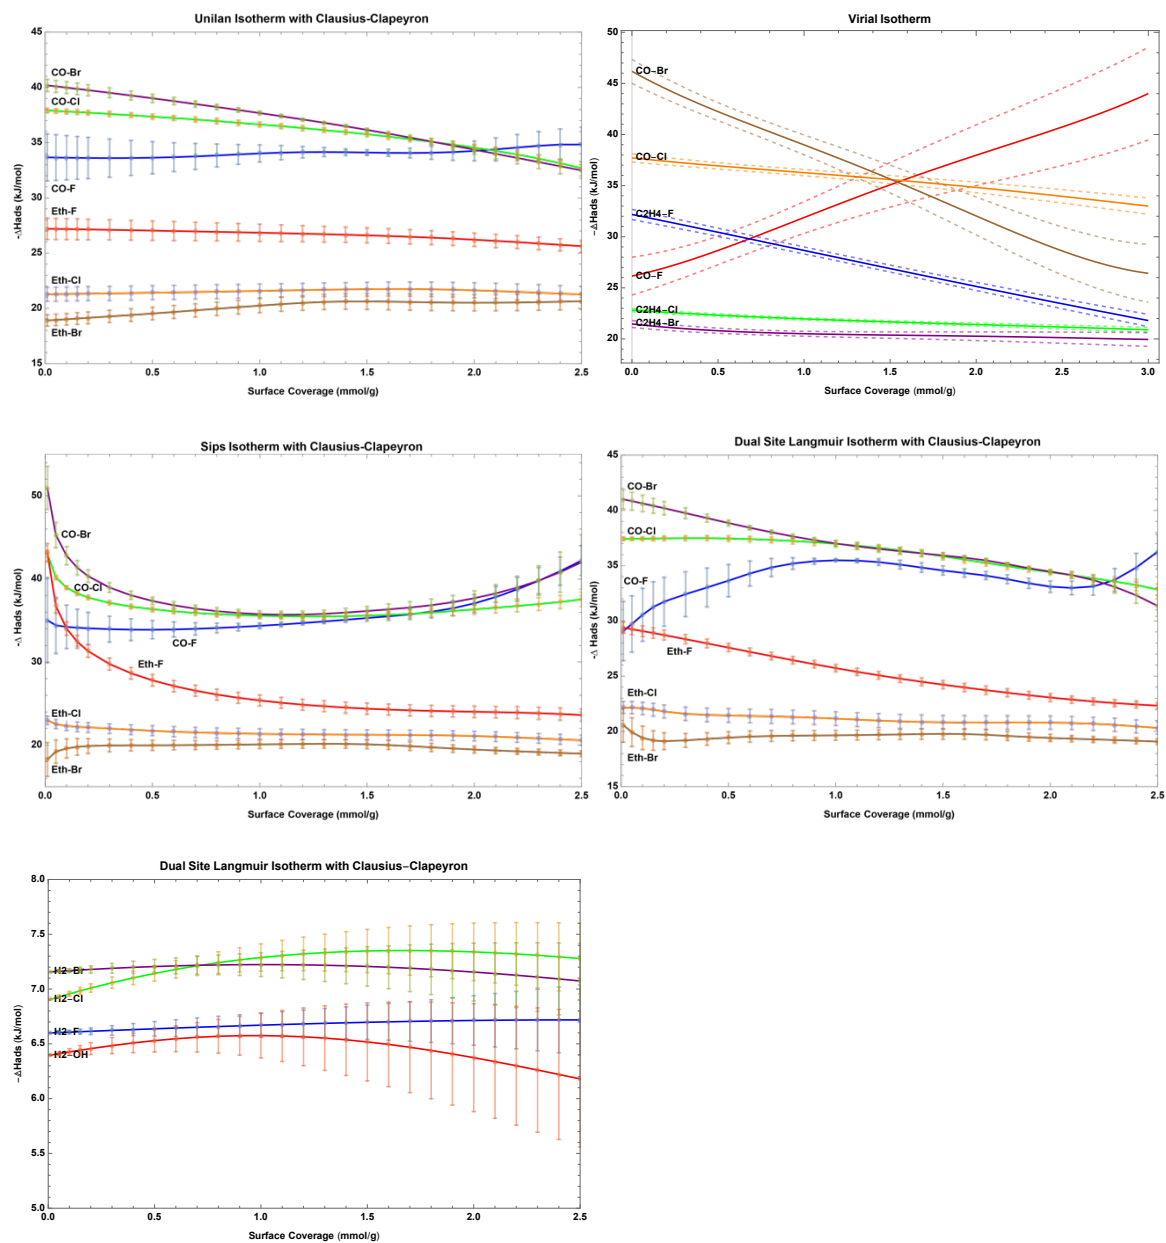 Unilan Isotherm with Clausius-Clapeyron
45
40
35
30
25
20
15
-ΔHads (kJ/mol)
CO-Br
CO-Cl
CO-F
Eth-F
Eth-Cl
Eth-Br
0.0 0.5 1.0 1.5 2.0 2.5
Surface Coverage (mmol/g)
Virial Isotherm
50
45
40
35
30
25
20
−ΔHads (kJ/mol)
CO−Br
CO−Cl
C2H4−F
CO−F
C2H4−Cl
C2H4−Br
0.0 0.5 1.0 1.5 2.0 2.5 3.0
Surface Coverage (mmol/g)
Sips Isotherm with Clausius-Clapeyron
50
40
30
20
-Δ Hads (kJ/mol)
CO-Br
CO-Cl
CO-F
Eth-F
Eth-Cl
Eth-Br
0.0 0.5 1.0 1.5 2.0 2.5
Surface Coverage (mmol/g)
Dual Site Langmuir Isotherm with Clausius-Clapeyron
45
40
35
30
25
20
15
-Δ Hads (kJ/mol)
CO-Br
CO-Cl
CO-F
Eth-F
Eth-Cl
Eth-Br
0.0 0.5 1.0 1.5 2.0 2.5
Surface Coverage (mmol/g)
Dual Site Langmuir Isotherm with Clausius−Clapeyron
8.0
7.5
7.0
6.5
6.0
5.5
5.0
−ΔHads (kJ/mol)
H2−Br
H2−Cl
H2−F
H2−OH
0.0 0.5 1.0 1.5 2.0 2.5
Surface Coverage (mmol/g)